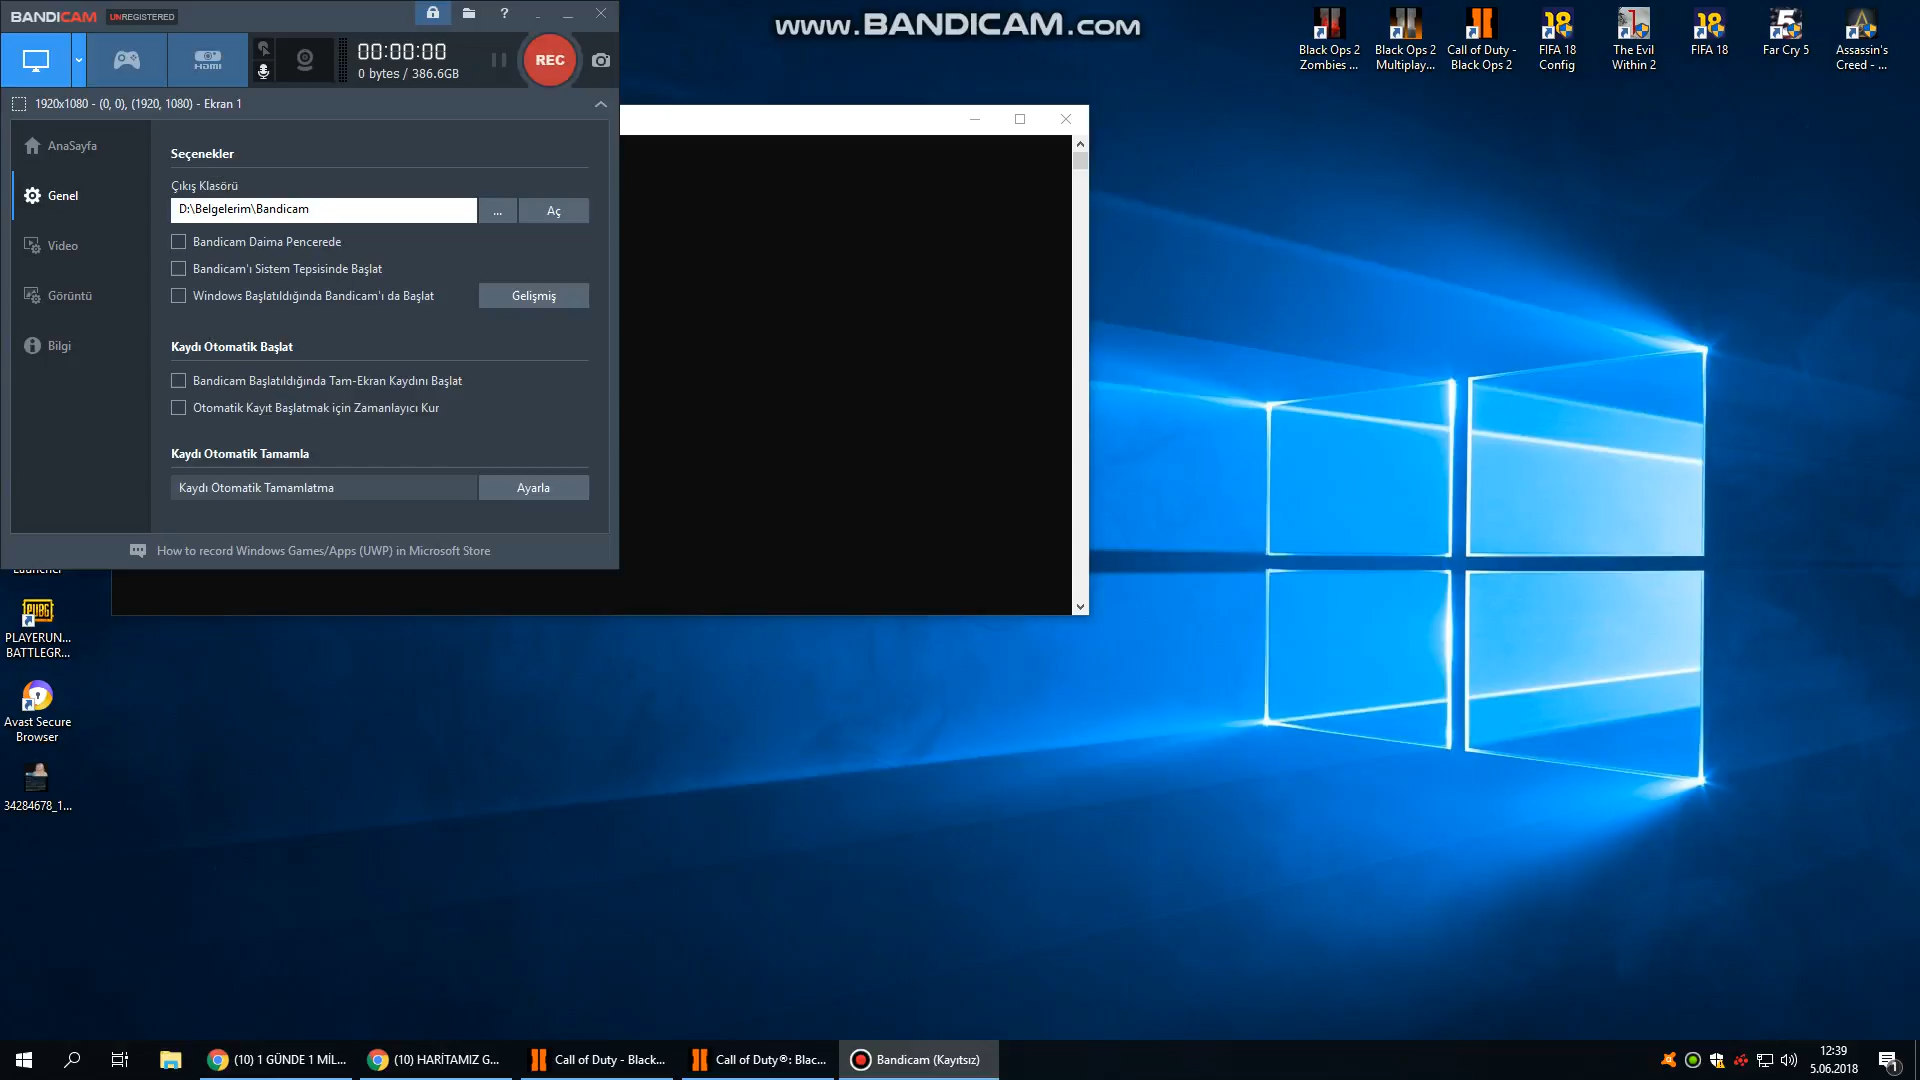 BANDICAM UNREGISTERED
?
www.BANDICAM.com
HDMI
00:00:00
0 bytes / 386.6GB
REC
1920x1080 - (0, 0), (1920, 1080) - Ekran 1
AnaSayfa
Genel
Video
Görüntü
Bilgi
Seçenekler
Çıkış Klasörü
D:\Belgelerim\Bandicam
...
Aç
Bandicam Daima Pencerede
Bandicam'ı Sistem Tepsisinde Başlat
Windows Başlatıldığında Bandicam'ı da Başlat
Gelişmiş
Kaydı Otomatik Başlat
Bandicam Başlatıldığında Tam-Ekran Kaydını Başlat
Otomatik Kayıt Başlatmak için Zamanlayıcı Kur
Kaydı Otomatik Tamamla
Kaydı Otomatik Tamamlatma
Ayarla
How to record Windows Games/Apps (UWP) in Microsoft Store
Black Ops 2
Zombies ...
Black Ops 2
Multiplay...
Call of Duty -
Black Ops 2
18
FIFA 18
Config
The Evil
Within 2
18
FIFA 18
5
Far Cry 5
Assassin's
Creed - ...
PUBG
PLAYERUN...
BATTLEGR...
Avast Secure
Browser
34284678_1...
(10) 1 GÜNDE 1 MİL...
(10) HARİTAMIZ G...
Call of Duty - Black...
Call of Duty®: Blac...
Bandicam (Kayıtsız)
12:39
5.06.2018
1